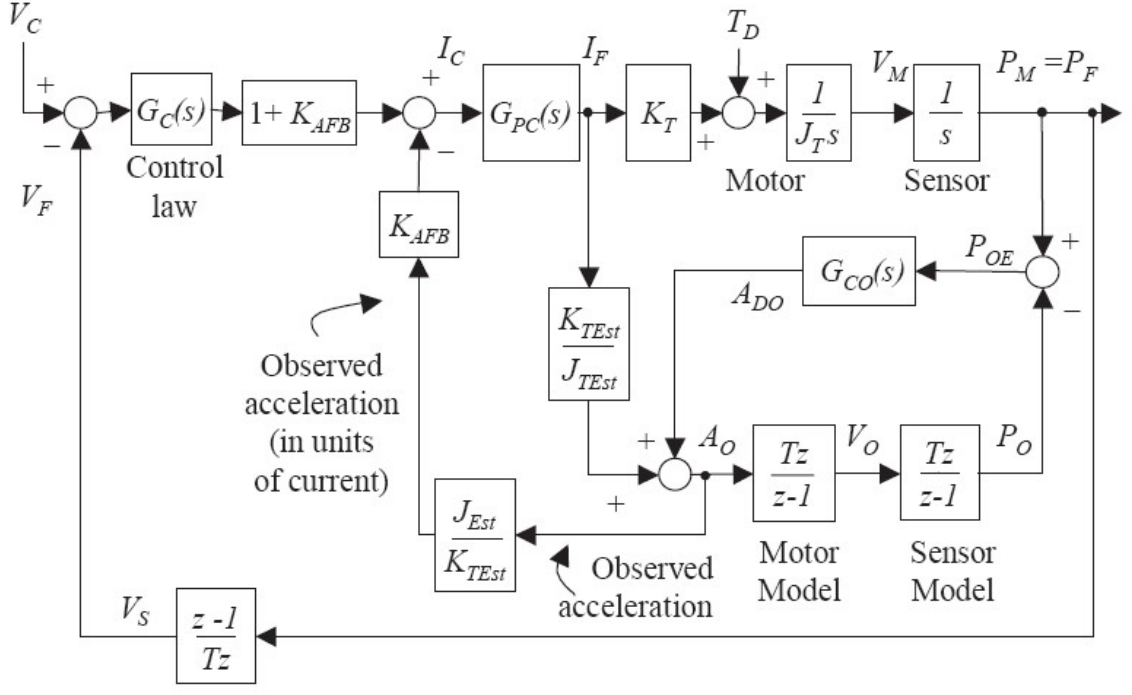 V_C
T_D
I_C
I_F
V_M
P_M =P_F
+
+
+
G_C(s)
1+ K_AFB
G_PC(s)
K_T
1
J_T s
1
s
−
−
+
Control
law
Motor
Sensor
V_F
K_AFB
G_CO(s)
P_OE
+
A_DO
−
K_TEst
J_TEst
Observed
acceleration
(in units
of current)
+
A_O
V_O
P_O
Tz
z-1
Tz
z-1
+
J_Est
K_TEst
Motor
Model
Sensor
Model
Observed
acceleration
V_S
z -1
Tz